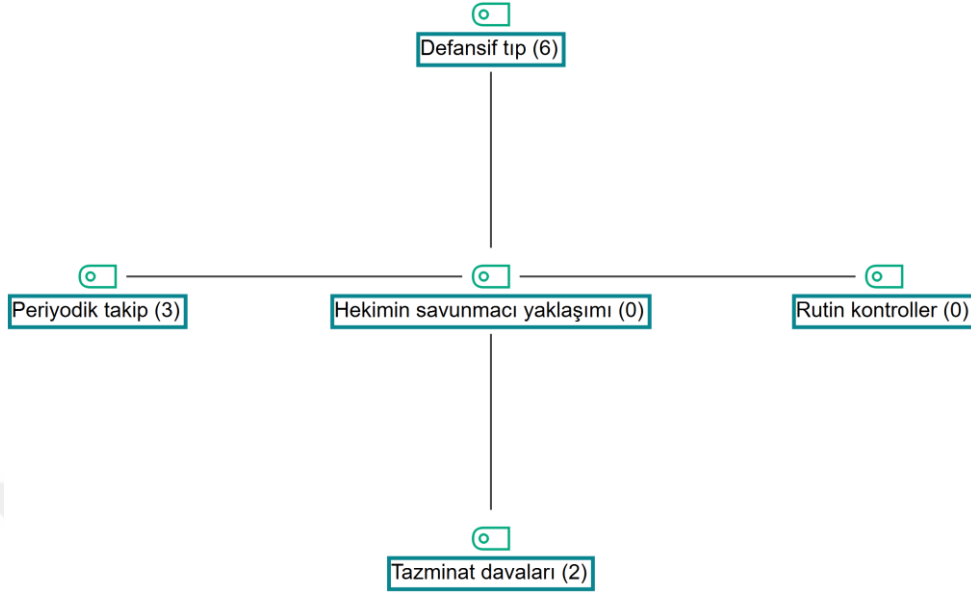 Defansif tıp (6)
Periyodik takip (3)
Hekimin savunmacı yaklaşımı (0)
Rutin kontroller (0)
Tazminat davaları (2)